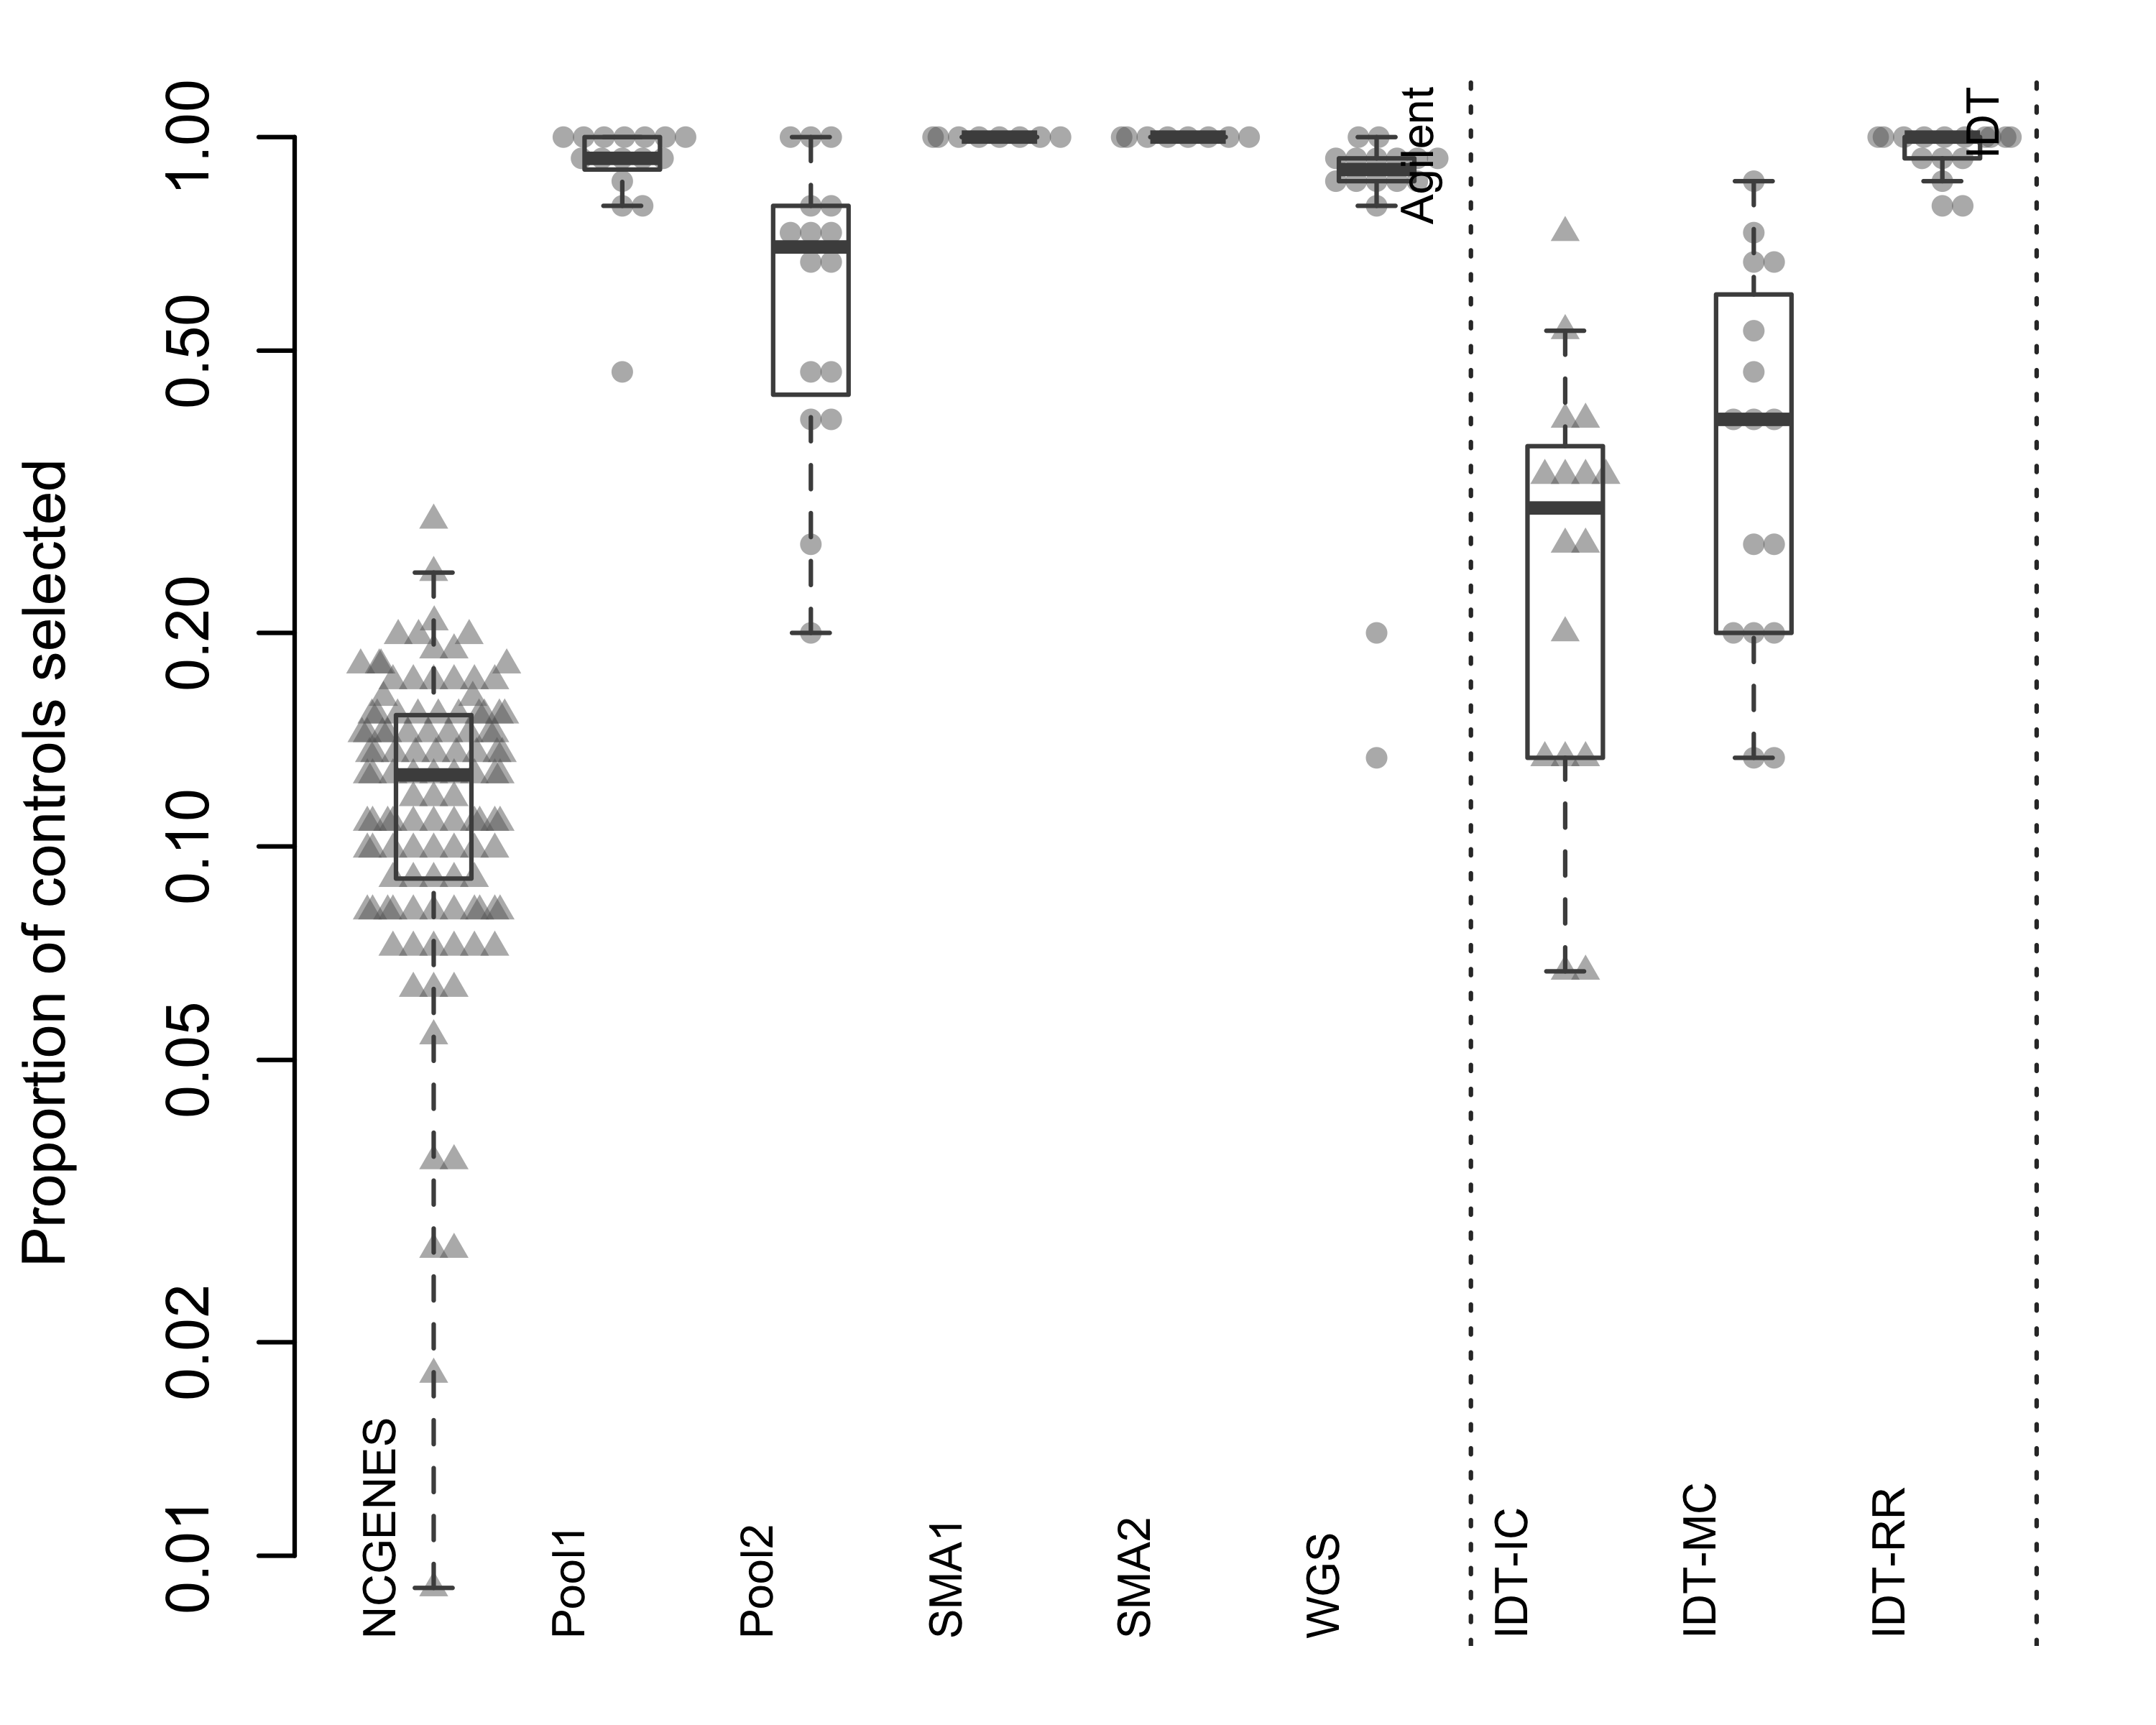 Proportion of controls selected
1.00
0.50
0.20
0.10
0.05
0.02
0.01
Agilent
IDT
NCGENES
Pool1
Pool2
SMA1
SMA2
WGS
IDT-IC
IDT-MC
IDT-RR